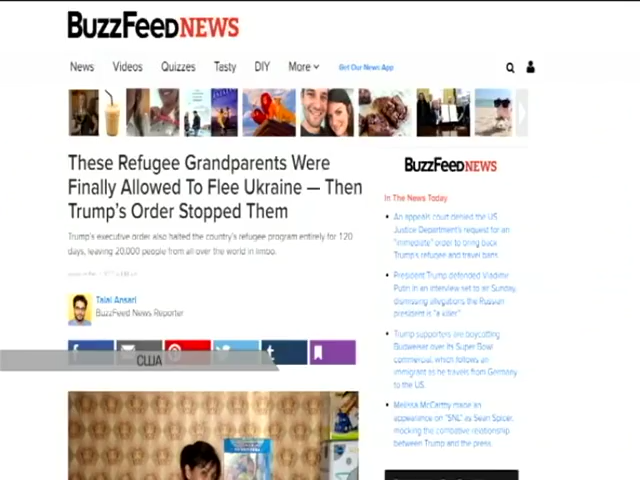 BuzzFeedNEWS
News Videos Quizzes Tasty DIY More Get Our News App
These Refugee Grandparents Were
Finally Allowed To Flee Ukraine — Then
Trump's Order Stopped Them
Trump's executive order also halted the country's refugee program entirely for 120
days, leaving 20,000 people from all over the world in limbo.
Talal Ansari
BuzzFeed News Reporter
США
BuzzFeedNEWS
In The News Today
An appeals court denied the US
Justice Department's request for an
"immediate" order to bring back
Trump's refugee and travel bans.
President Trump defended Vladimir
Putin in an interview set to air Sunday,
dismissing allegations the Russian
president is "a killer."
Trump supporters are boycotting
Budweiser over its Super Bowl
commercial, which follows an
immigrant as he travels from Germany
to the US.
Melissa McCarthy made an
appearance on "SNL" as Sean Spicer,
mocking the combative relationship
between Trump and the press.